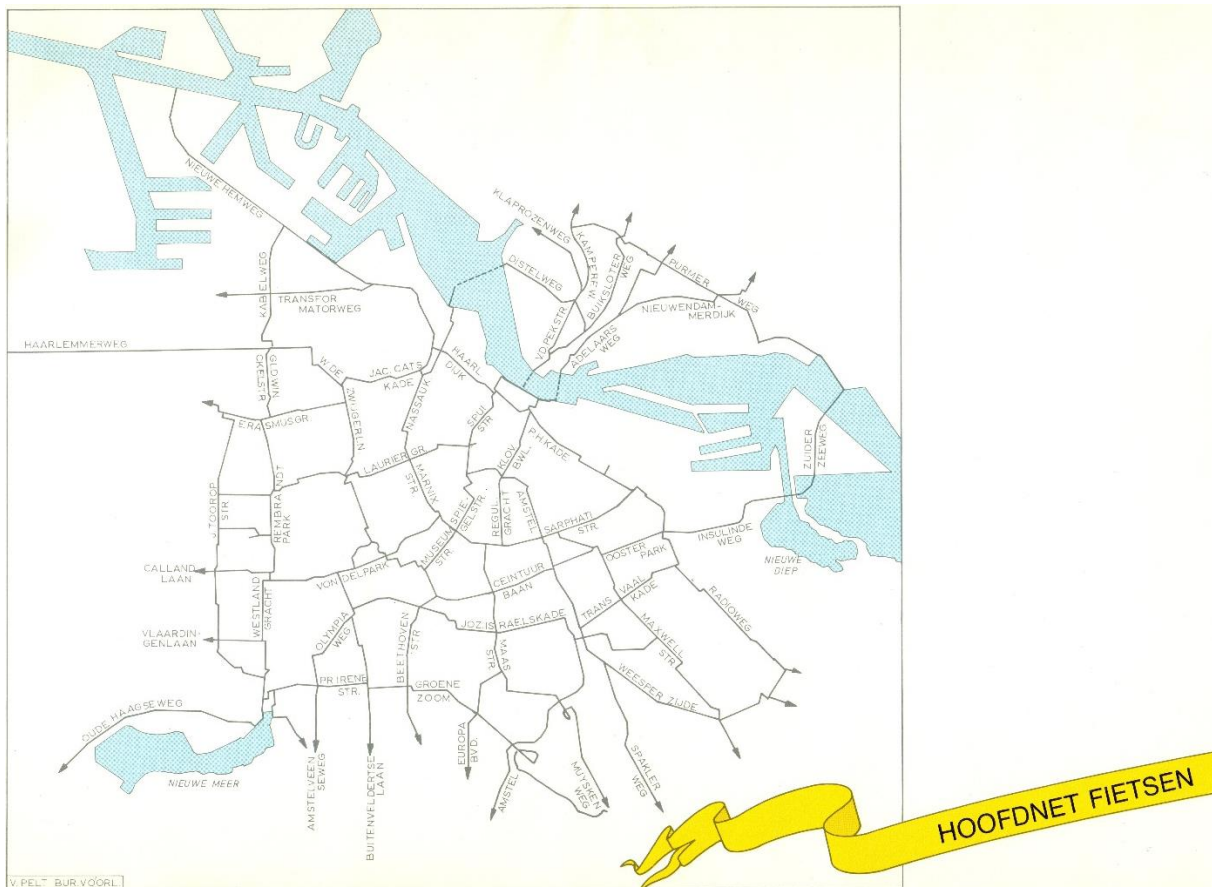 NIEUWE HEMWEG
KLAPROZENWEG
KAMPERF.W.
BUIKSLOTER
WEG
PURMER
WEG
DISTELWEG
KABELWEG
TRANSFOR
MATORWEG
NIEUWENDAM-
MERDIJK
V.D.PEKSTR
ADELAARS
WEG
HAARLEMMERWEG
W. DE
ZWIJGERLN
JAC. CATS
KADE
HAARL
DIJK
NASSAUK
ERASMUSGR.
SPUI
STR
KLOV
BWL.
P.H.KADE
ZUIDER
ZEEWEG
LAURIER GR.
MARNIX
STR.
SPIE-
GELSTR.
REGUL
GRACHT
AMSTEL
SARPHATI
STR.
J.TOOROP
STR
REMBRANDT
PARK
MUSEUM
STR
INSULINDE
WEG
NIEUWE
DIEP
OOSTER
PARK
CALLAND
LAAN
VONDELPARK
CEINTUUR
BAAN
TRANS
VAAL
KADE
RADIOWEG
WESTLAND
GRACHT
VLAARDIN-
GENLAAN
OLYMPIA
WEG
BEETHOVEN
STR
JOZ.ISRAELSKADE
MAAS
STR.
MAXWELL
STR.
WEESPER ZIJDE
PR IRENE
STR.
GROENE
ZOOM
OUDE HAAGSEWEG
NIEUWE MEER
AMSTELVEEN
SEWEG
BUITENVELDERTSE
LAAN
EUROPA
BVD.
AMSTEL
MUYSKEN
WEG
SPAKLER
WEG
HOOFDNET FIETSEN
V. PELT BUR.VOORL.